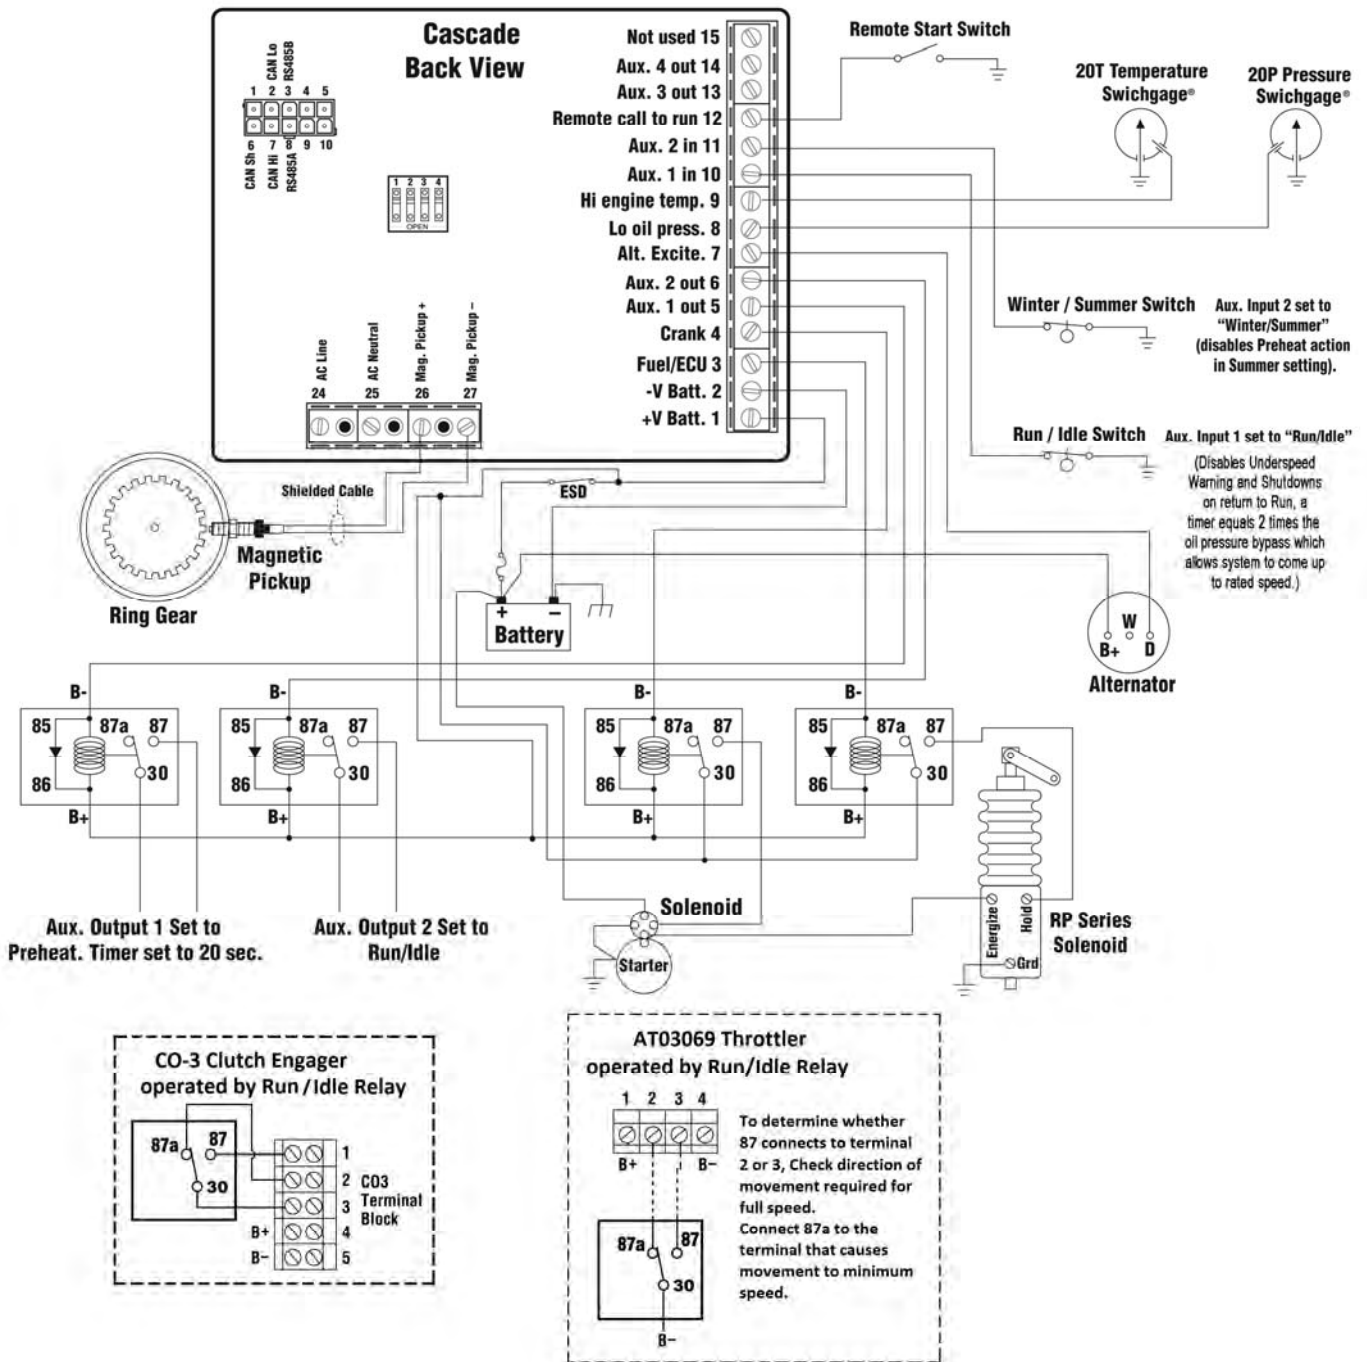 Cascade
Back View
CAN Lo
RS485B
1 2 3 4 5
6 7 8 9 10
CAN Sh
CAN Hi
RS485A
1 2 3 4
OPEN
Not used 15
Aux. 4 out 14
Aux. 3 out 13
Remote call to run 12
Aux. 2 in 11
Aux. 1 in 10
Hi engine temp. 9
Lo oil press. 8
Alt. Excite. 7
Aux. 2 out 6
Aux. 1 out 5
Crank 4
Fuel/ECU 3
-V Batt. 2
+V Batt. 1
AC Line
AC Neutral
Mag. Pickup +
Mag. Pickup –
24 25 26 27
Remote Start Switch
20T Temperature
Swichgage®
20P Pressure
Swichgage®
Winter / Summer Switch
Aux. Input 2 set to
“Winter/Summer”
(disables Preheat action
in Summer setting).
Run / Idle Switch
Aux. Input 1 set to “Run/Idle”
(Disables Underspeed
Warning and Shutdowns
on return to Run, a
timer equals 2 times the
oil pressure bypass which
allows system to come up
to rated speed.)
Shielded Cable
Magnetic
Pickup
Ring Gear
ESD
+ –
Battery
W
B+ D
Alternator
B-
85 87a 87
30
86
B+
B-
85 87a 87
30
86
B+
B-
85 87a 87
30
86
B+
B-
85 87a 87
30
86
B+
Aux. Output 1 Set to
Preheat. Timer set to 20 sec.
Aux. Output 2 Set to
Run/Idle
Solenoid
Starter
Energize
Hold
Grd
RP Series
Solenoid
CO-3 Clutch Engager
operated by Run/Idle Relay
87a 87
30
1
2
3
B+ 4
B– 5
CO3
Terminal
Block
AT03069 Throttler
operated by Run/Idle Relay
1 2 3 4
B+ B–
87a 87
30
B–
To determine whether
87 connects to terminal
2 or 3, Check direction of
movement required for
full speed.
Connect 87a to the
terminal that causes
movement to minimum
speed.